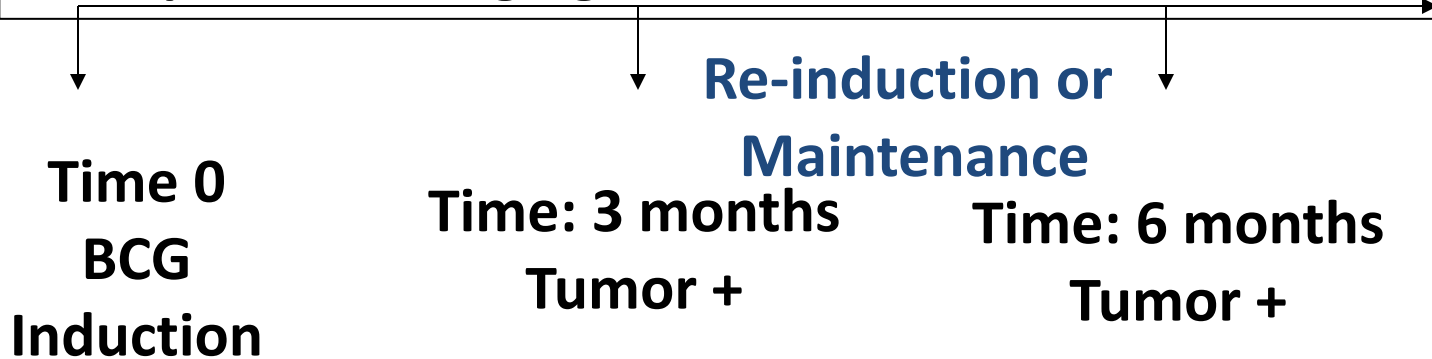 Re-induction or
Maintenance
Time 0
BCG
Induction
Time: 3 months
Tumor +
Time: 6 months
Tumor +